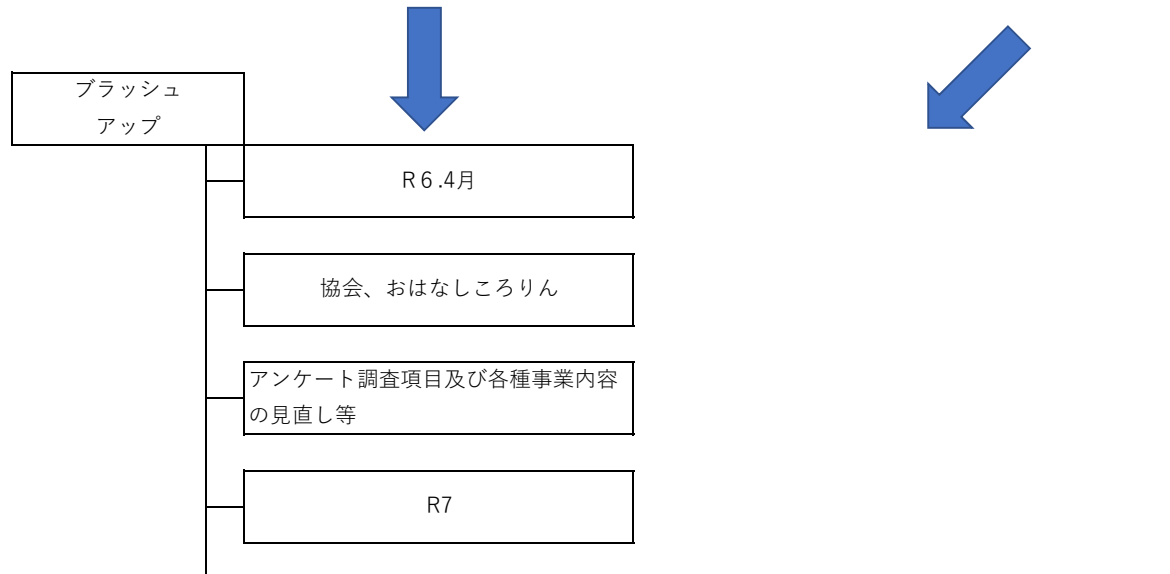 ブラッシュ
アップ
R６.4月
協会、おはなしころりん
アンケート調査項目及び各種事業内容
の見直し等
R7